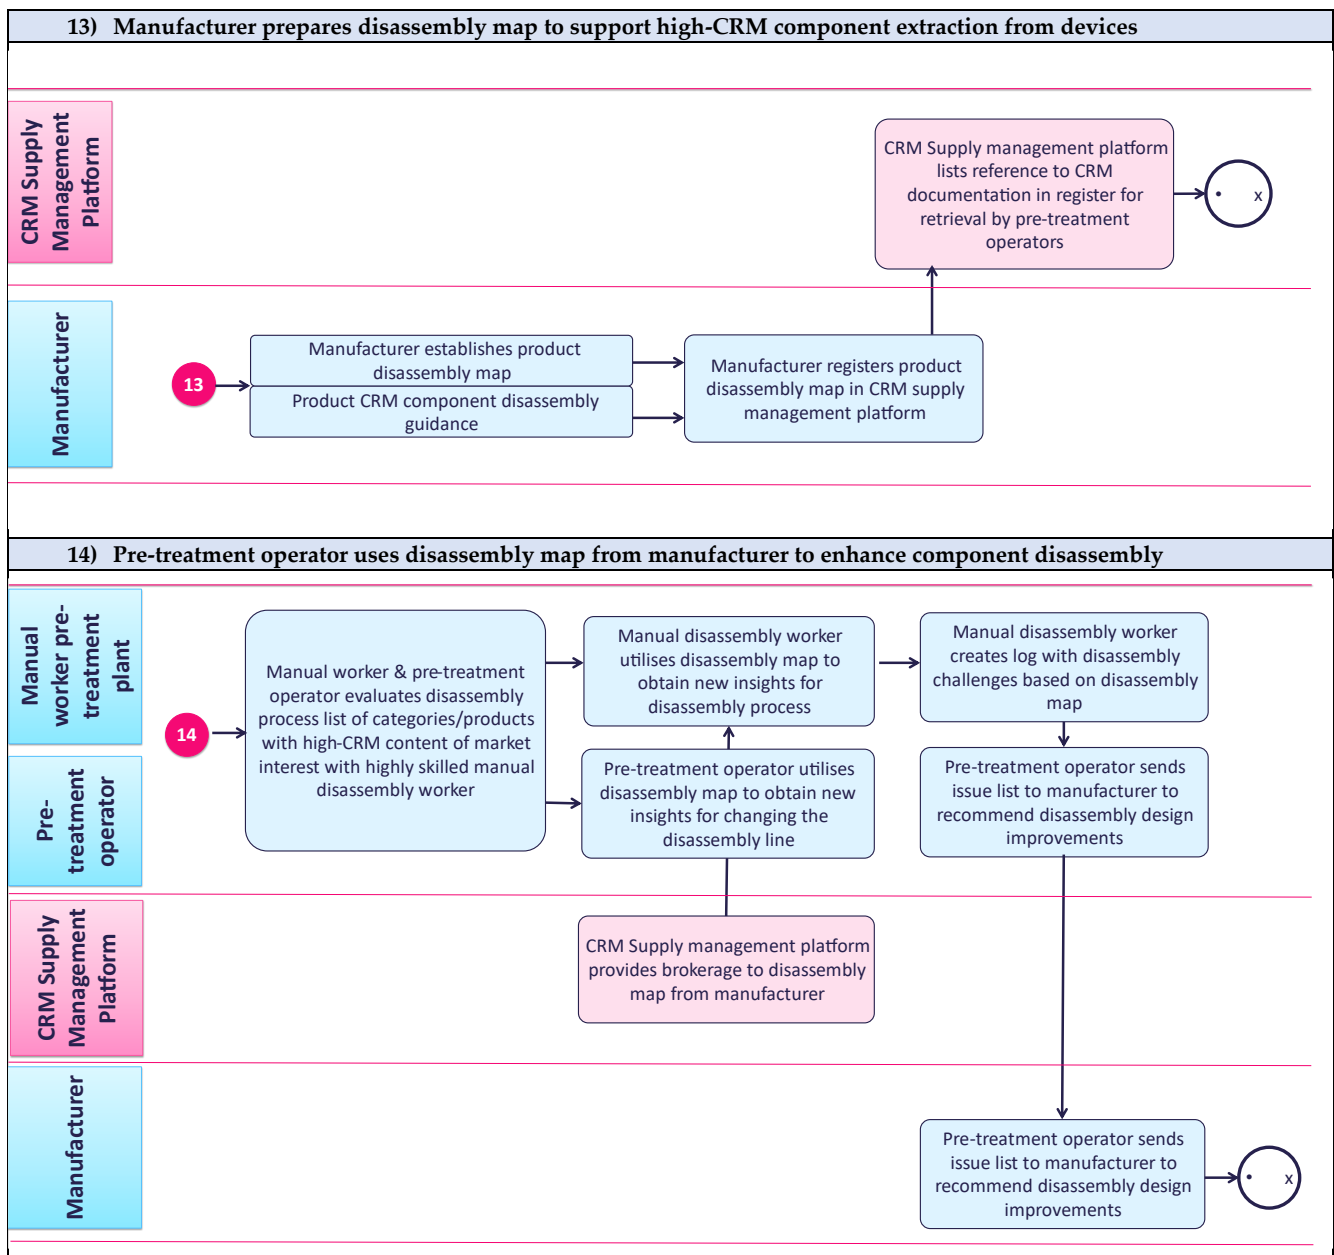 13) Manufacturer prepares disassembly map to support high-CRM component extraction from devices
CRM Supply
Management
Platform
CRM Supply management platform
lists reference to CRM
documentation in register for
retrieval by pre-treatment
operators
x
Manufacturer
13
Manufacturer establishes product
disassembly map
Product CRM component disassembly
guidance
Manufacturer registers product
disassembly map in CRM supply
management platform
14) Pre-treatment operator uses disassembly map from manufacturer to enhance component disassembly
Manual
worker pre-
treatment
plant
Pre-
treatment
operator
14
Manual worker & pre-treatment
operator evaluates disassembly
process list of categories/products
with high-CRM content of market
interest with highly skilled manual
disassembly worker
Manual disassembly worker
utilises disassembly map to
obtain new insights for
disassembly process
Manual disassembly worker
creates log with disassembly
challenges based on disassembly
map
Pre-treatment operator utilises
disassembly map to obtain new
insights for changing the
disassembly line
Pre-treatment operator sends
issue list to manufacturer to
recommend disassembly design
improvements
CRM Supply
Management
Platform
CRM Supply management platform
provides brokerage to disassembly
map from manufacturer
Manufacturer
Pre-treatment operator sends
issue list to manufacturer to
recommend disassembly design
improvements
x